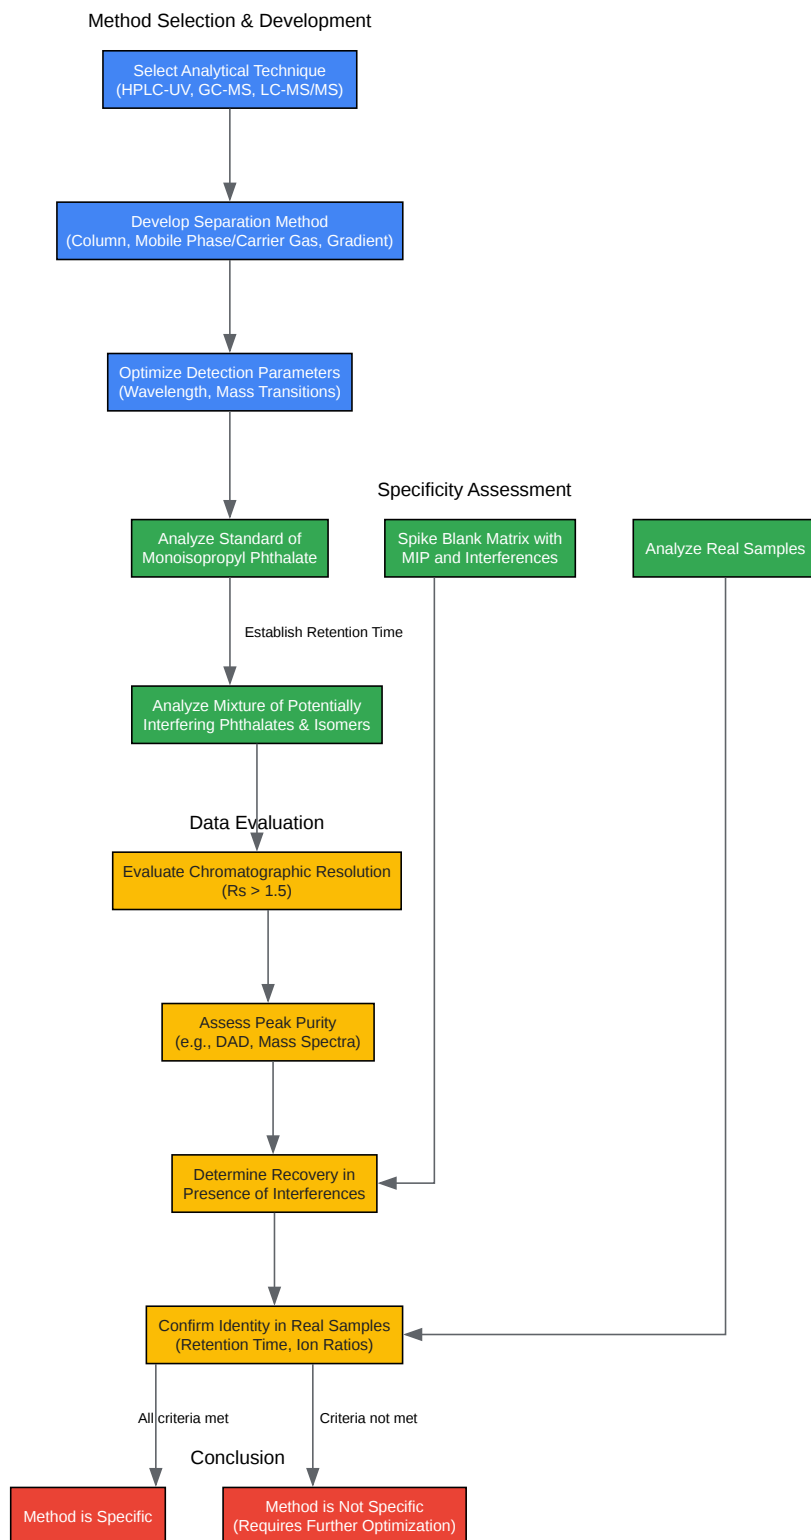 Method Selection & Development
Select Analytical Technique
(HPLC-UV, GC-MS, LC-MS/MS)
Develop Separation Method
(Column, Mobile Phase/Carrier Gas, Gradient)
Optimize Detection Parameters
(Wavelength, Mass Transitions)
Specificity Assessment
Analyze Standard of
Monoisopropyl Phthalate
Spike Blank Matrix with
MIP and Interferences
Analyze Real Samples
Establish Retention Time
Analyze Mixture of Potentially
Interfering Phthalates & Isomers
Data Evaluation
Evaluate Chromatographic Resolution
(Rs > 1.5)
Assess Peak Purity
(e.g., DAD, Mass Spectra)
Determine Recovery in
Presence of Interferences
Confirm Identity in Real Samples
(Retention Time, Ion Ratios)
All criteria met
Criteria not met
Conclusion
Method is Specific
Method is Not Specific
(Requires Further Optimization)